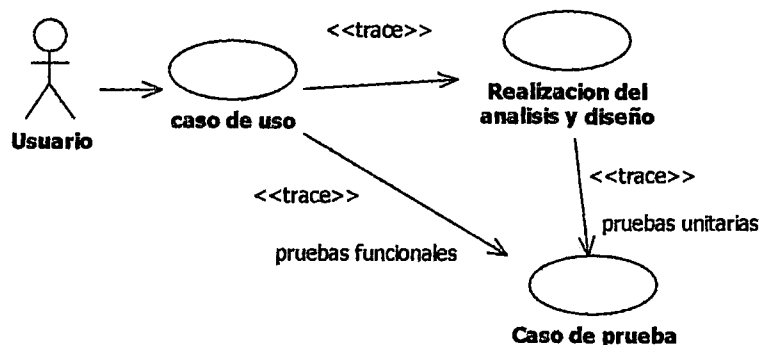 <<trace>>
Usuario
caso de uso
Realizacion del
analisis y diseño
<<trace>>
<<trace>>
pruebas unitarias
pruebas funcionales
Caso de prueba